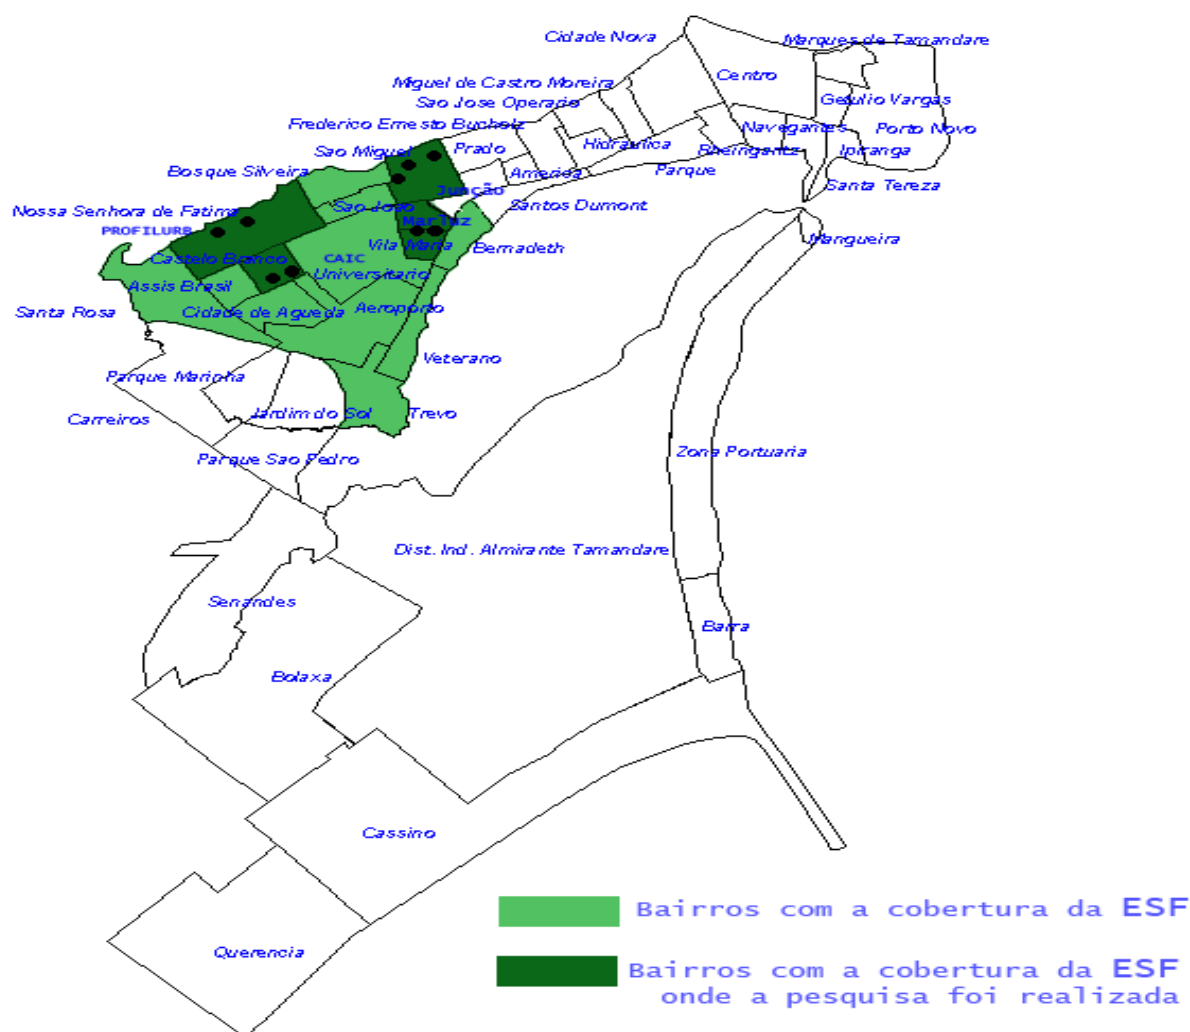 Cidade Nova
Marques de Tamandare
Centro
Miguel de Castro Moreira
Sao Jose Operario
Getulio Vargas
Frederico Ernesto Bucholz
Navegantes
Porto Novo
Sao Miguel
Prado
Hidraulica
Rheingantz
Ipiranga
Bosque Silveira
America
Parque
Junção
Santa Tereza
Nossa Senhora de Fatima
Sao Joao
Santos Dumont
Marluz
PROFILURB
Vila Maria
Bernadeth
Mangueira
Castelo Branco
CAIC
Universitario
Assis Brasil
Santa Rosa
Cidade de Agueda
Aeroporto
Veterano
Parque Marinha
Carreiros
Jardim do Sol
Trevo
Parque Sao Pedro
Zona Portuaria
Dist. Ind. Almirante Tamandare
Senandes
Barra
Bolaxa
Cassino
Querencia
Bairros com a cobertura da ESF
Bairros com a cobertura da ESF
onde a pesquisa foi realizada